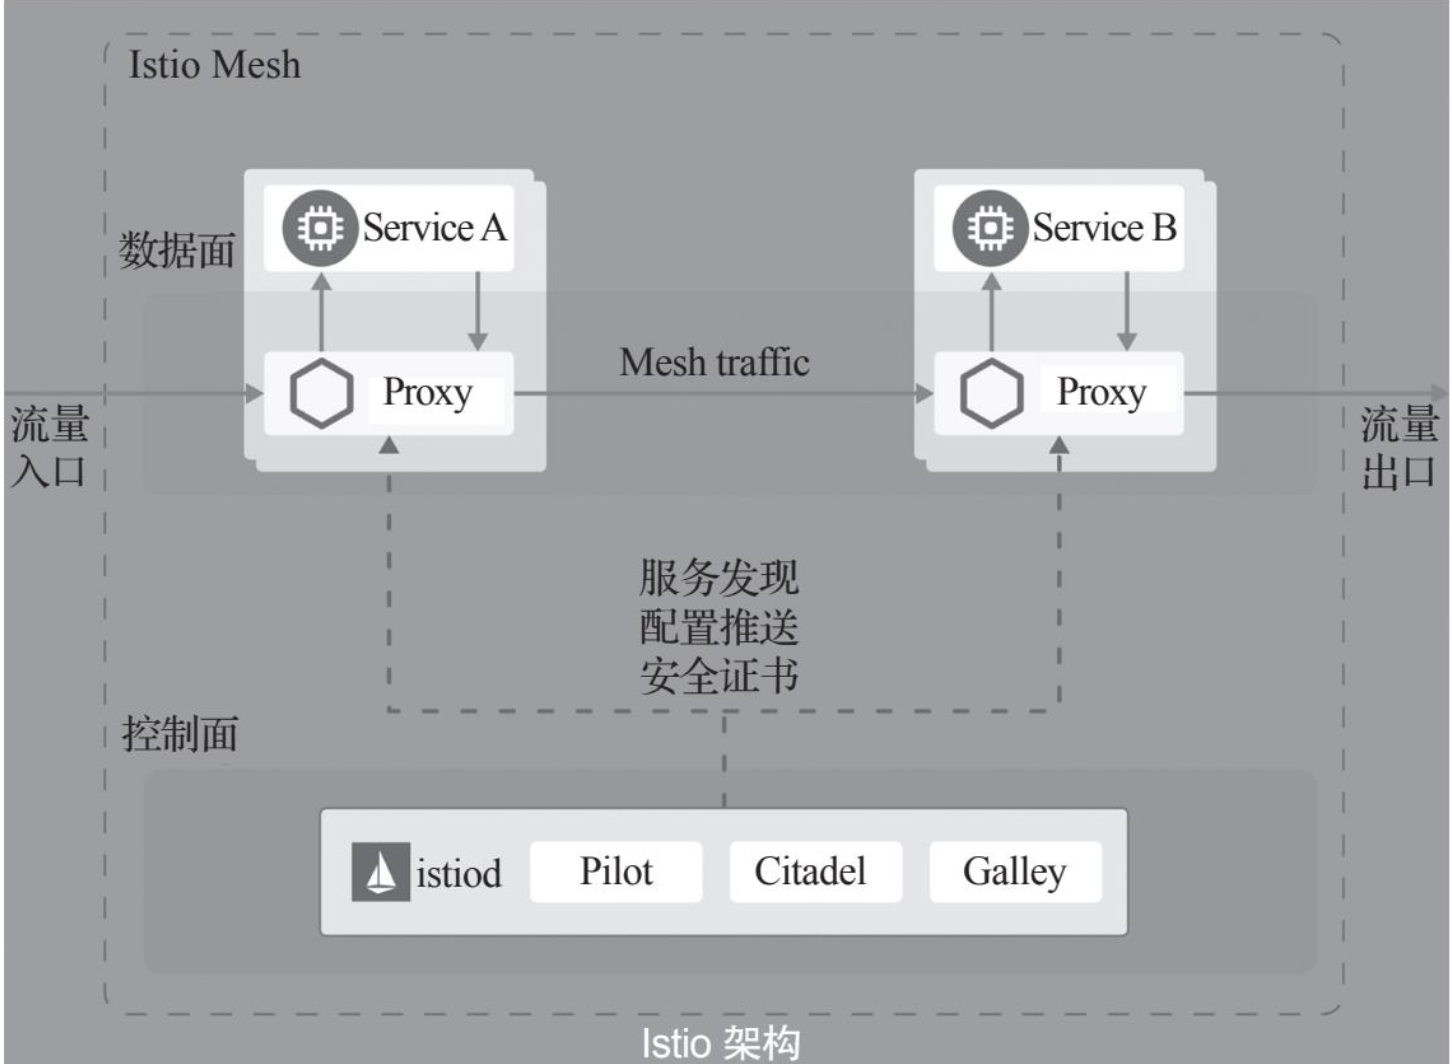 Istio Mesh
数据面
Service A
Service B
Proxy
Mesh traffic
Proxy
流量
入口
流量
出口
服务发现
配置推送
安全证书
控制面
istiod
Pilot
Citadel
Galley
Istio 架构